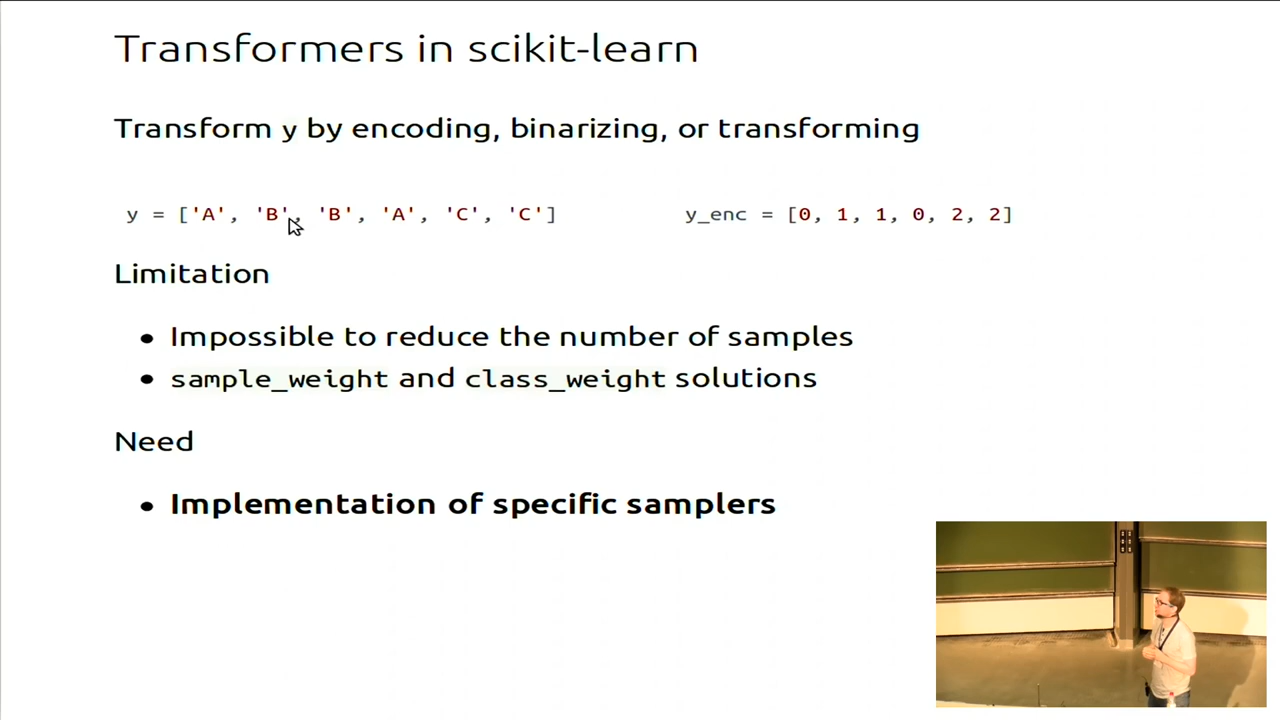 Transformers in scikit-learn
Transform y by encoding, binarizing, or transforming
y = ['A', 'B', 'B', 'A', 'C', 'C'] y_enc = [0, 1, 1, 0, 2, 2]
Limitation
• Impossible to reduce the number of samples
• sample_weight and class_weight solutions
Need
• Implementation of specific samplers